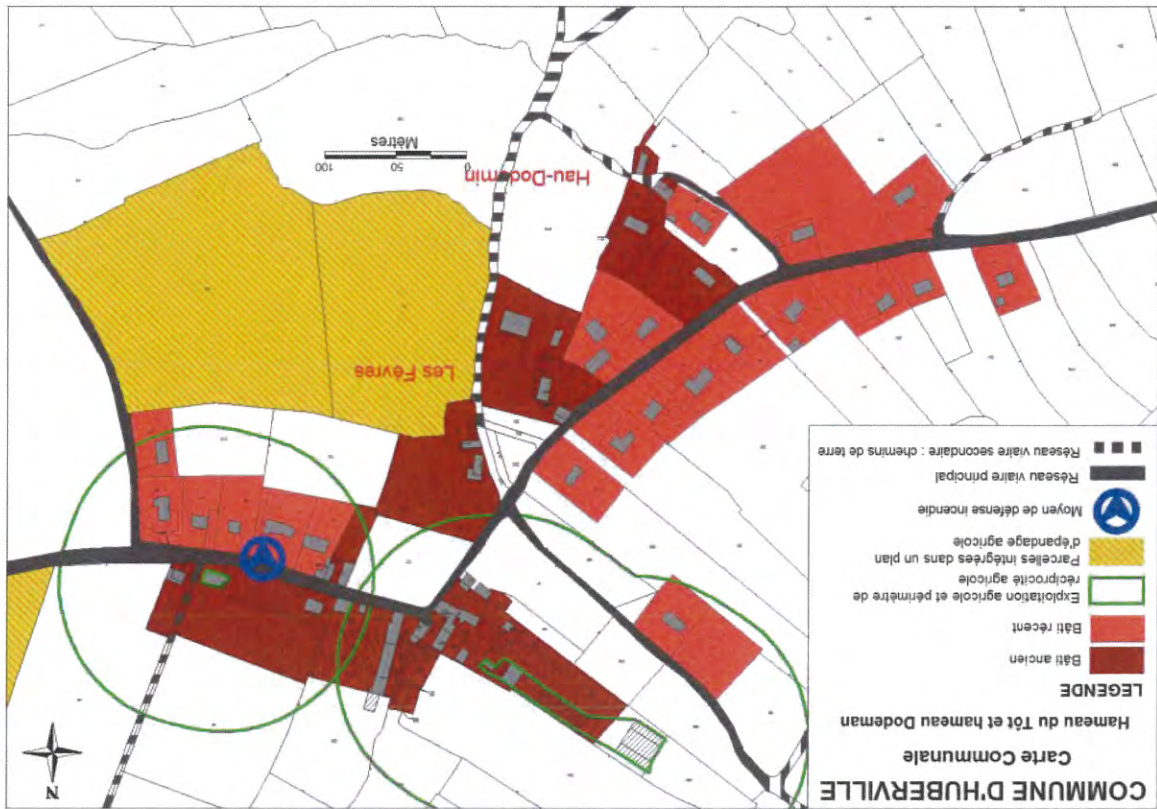 COMMUNE D'HUBERVILLE
Carte Communale
Hameau du Tôt et hameau Dodeman
LEGENDE
Bâti ancien
Bâti récent
Exploitation agricole et périmètre de
réciprocité agricole
Parcelles intégrées dans un plan
d'épandage agricole
Moyen de défense incendie
Réseau viaire principal
Réseau viaire secondaire : chemins de terre
N
Les Fèvres
Hau-Dodemin
0 50 100
Mètres